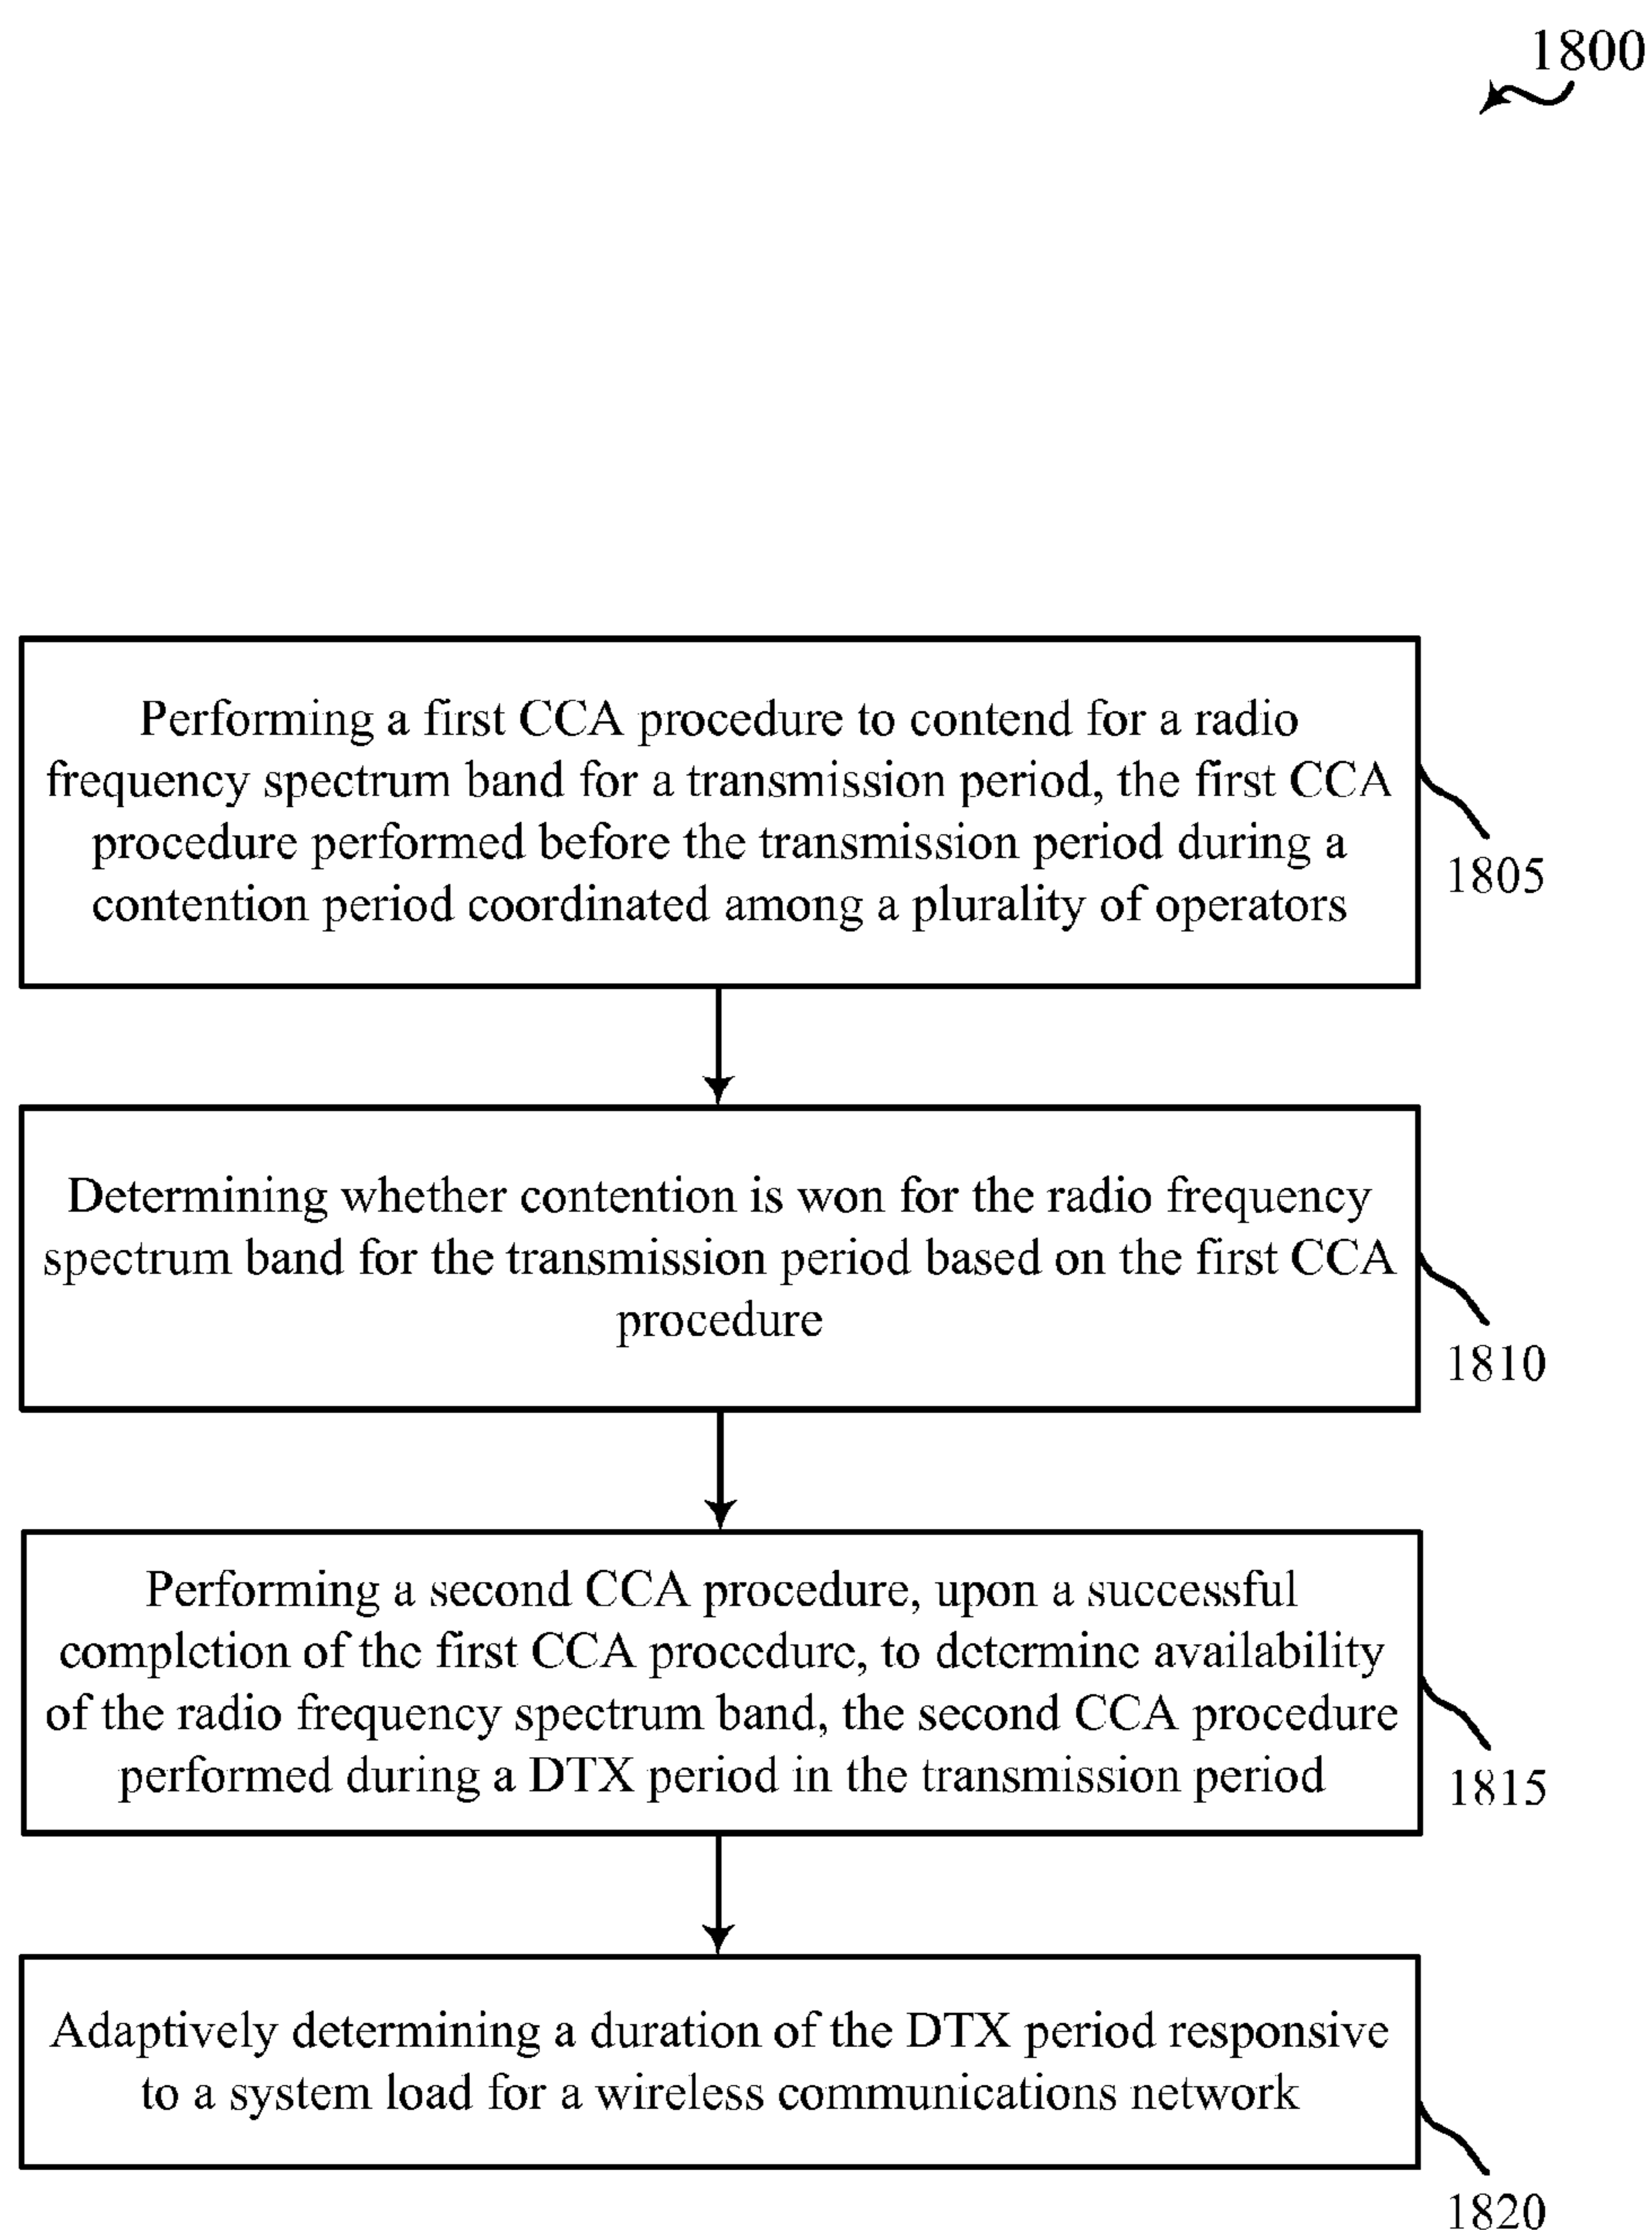 1800
Performing a first CCA procedure to contend for a radio
frequency spectrum band for a transmission period, the first CCA
procedure performed before the transmission period during a
contention period coordinated among a plurality of operators
1805
Determining whether contention is won for the radio frequency
spectrum band for the transmission period based on the first CCA
procedure
1810
Performing a second CCA procedure, upon a successful
completion of the first CCA procedure, to determine availability
of the radio frequency spectrum band, the second CCA procedure
performed during a DTX period in the transmission period
1815
Adaptively determining a duration of the DTX period responsive
to a system load for a wireless communications network
1820